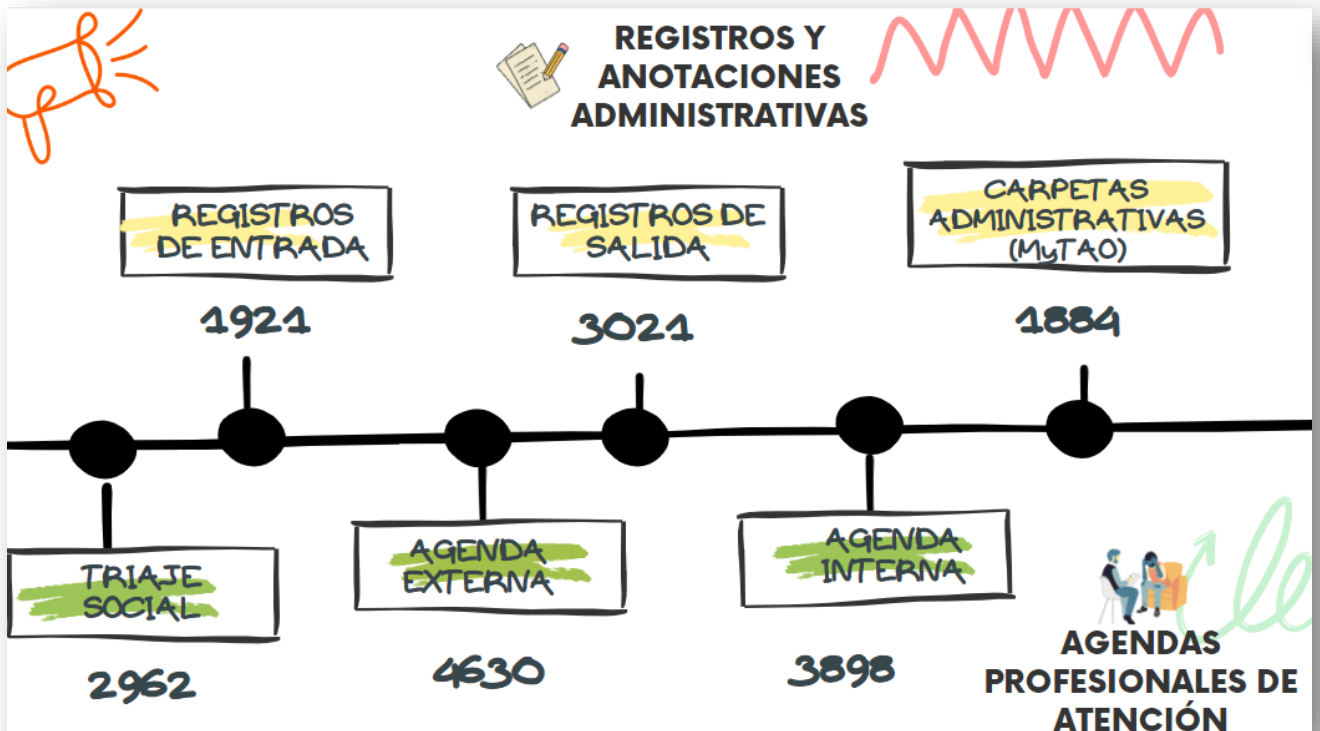 REGISTROS Y
ANOTACIONES
ADMINISTRATIVAS
REGISTROS
DE ENTRADA
1921
REGISTROS DE
SALIDA
3021
CARPETAS
ADMINISTRATIVAS
(MyTAO)
1884
TRIAJE
SOCIAL
2962
AGENDA
EXTERNA
4630
AGENDA
INTERNA
3898
AGENDAS
PROFESIONALES DE
ATENCIÓN